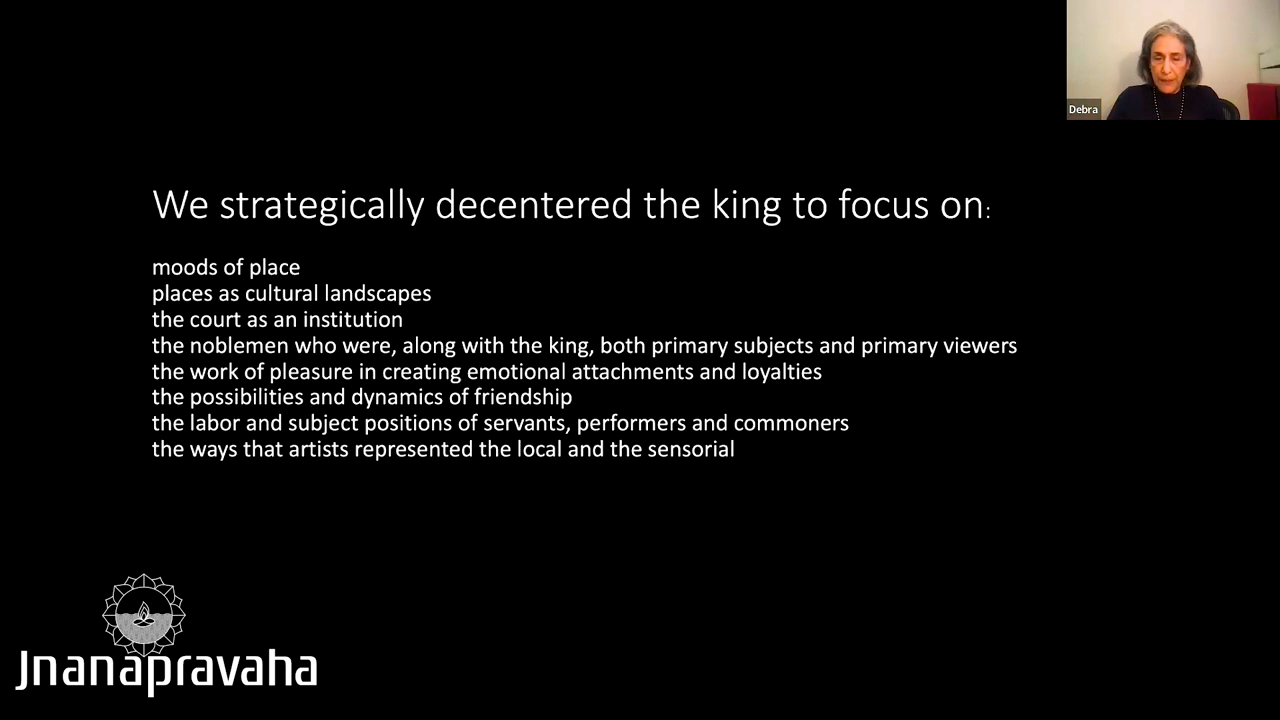 Debra
We strategically decentered the king to focus on:
moods of place
places as cultural landscapes
the court as an institution
the noblemen who were, along with the king, both primary subjects and primary viewers
the work of pleasure in creating emotional attachments and loyalties
the possibilities and dynamics of friendship
the labor and subject positions of servants, performers and commoners
the ways that artists represented the local and the sensorial
Jnanapravaha